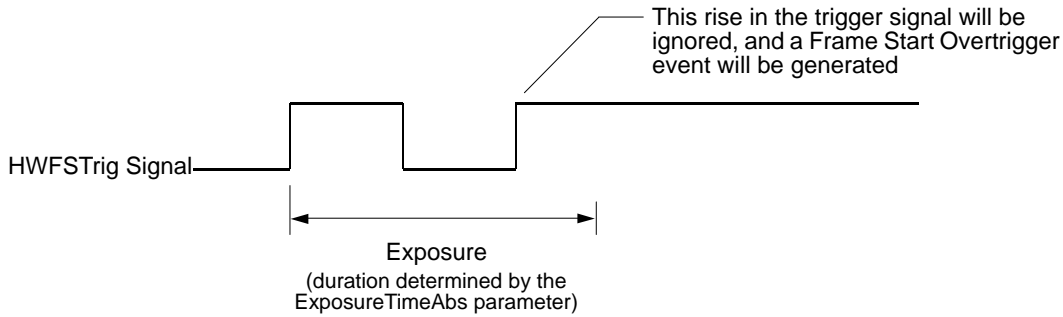 This rise in the trigger signal will be
ignored, and a Frame Start Overtrigger
event will be generated
HWFSTrig Signal
Exposure
(duration determined by the
ExposureTimeAbs parameter)